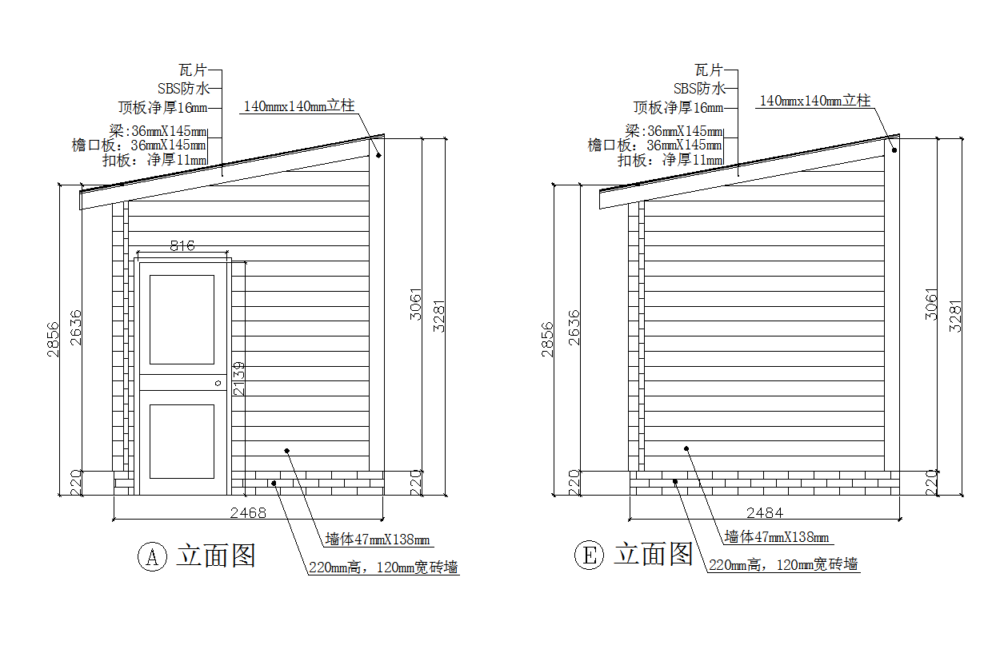 瓦片
SBS防水
顶板净厚16mm
140mmx140mm立柱
梁:36mmX145mm
檐口板：36mmX145mm
扣板：净厚11mm
816
2856
2636
220
2139
3061
3281
220
2468
墙体47mmX138mm
220mm高，120mm宽砖墙
A 立面图
瓦片
SBS防水
顶板净厚16mm
140mmx140mm立柱
梁:36mmX145mm
檐口板：36mmX145mm
扣板：净厚11mm
2856
2636
220
3061
3281
220
2484
墙体47mmX138mm
220mm高，120mm宽砖墙
E 立面图